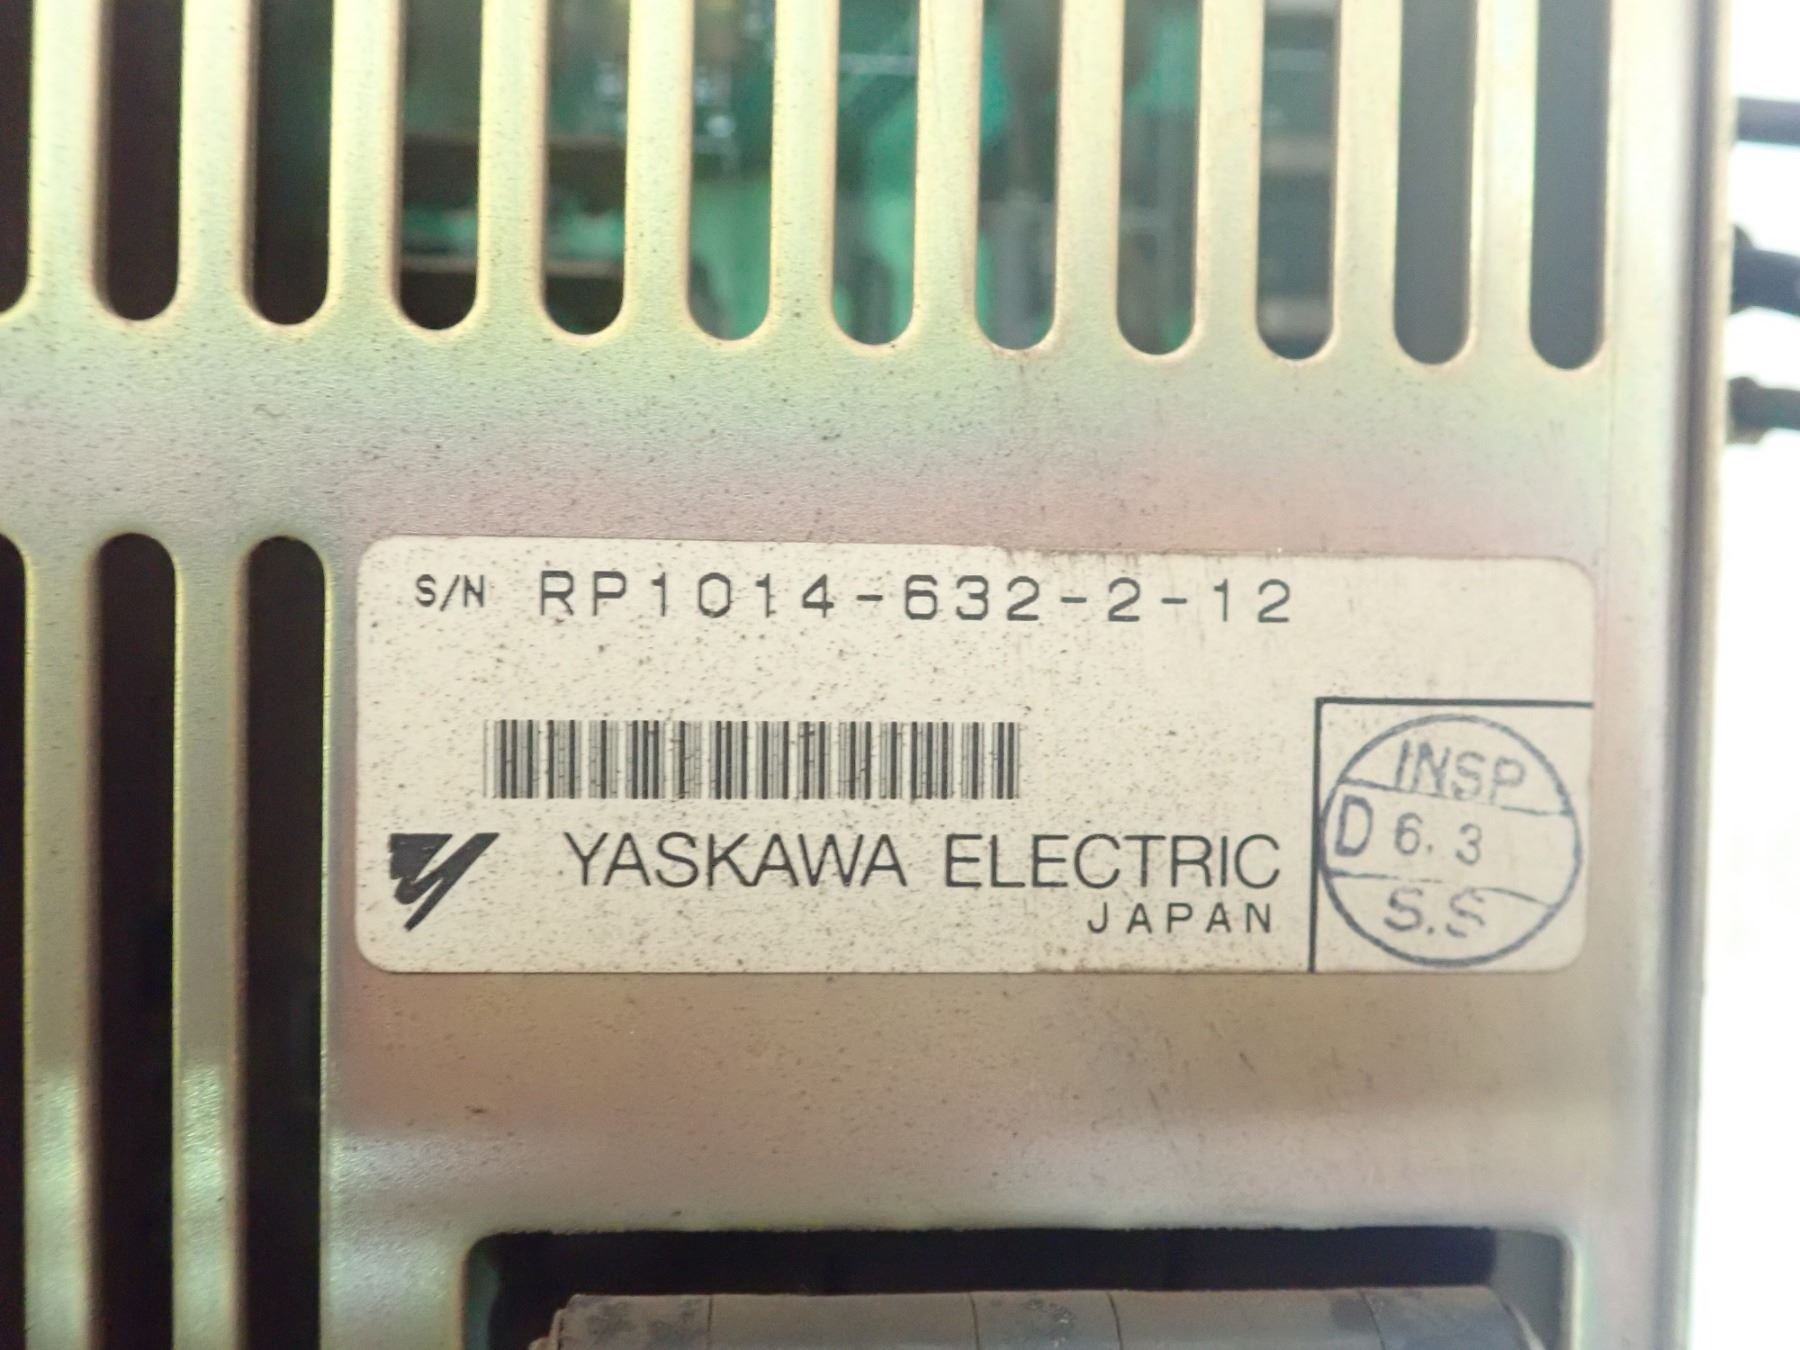 S/N RP1014-632-2-12
YASKAWA ELECTRIC
JAPAN
INSP
D 6.3
S.S